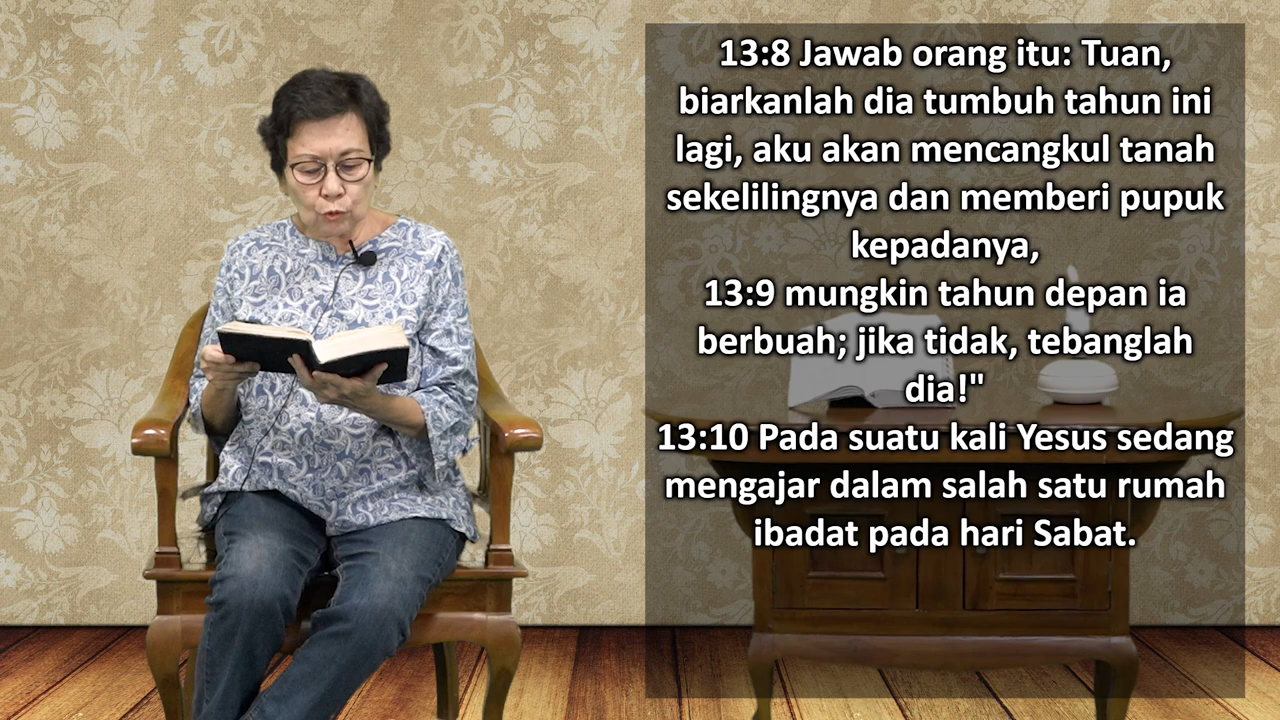 13:8 Jawab orang itu: Tuan,
biarkanlah dia tumbuh tahun ini
lagi, aku akan mencangkul tanah
sekelilingnya dan memberi pupuk
kepadanya,
13:9 mungkin tahun depan ia
berbuah; jika tidak, tebanglah
dia!"
13:10 Pada suatu kali Yesus sedang
mengajar dalam salah satu rumah
ibadat pada hari Sabat.